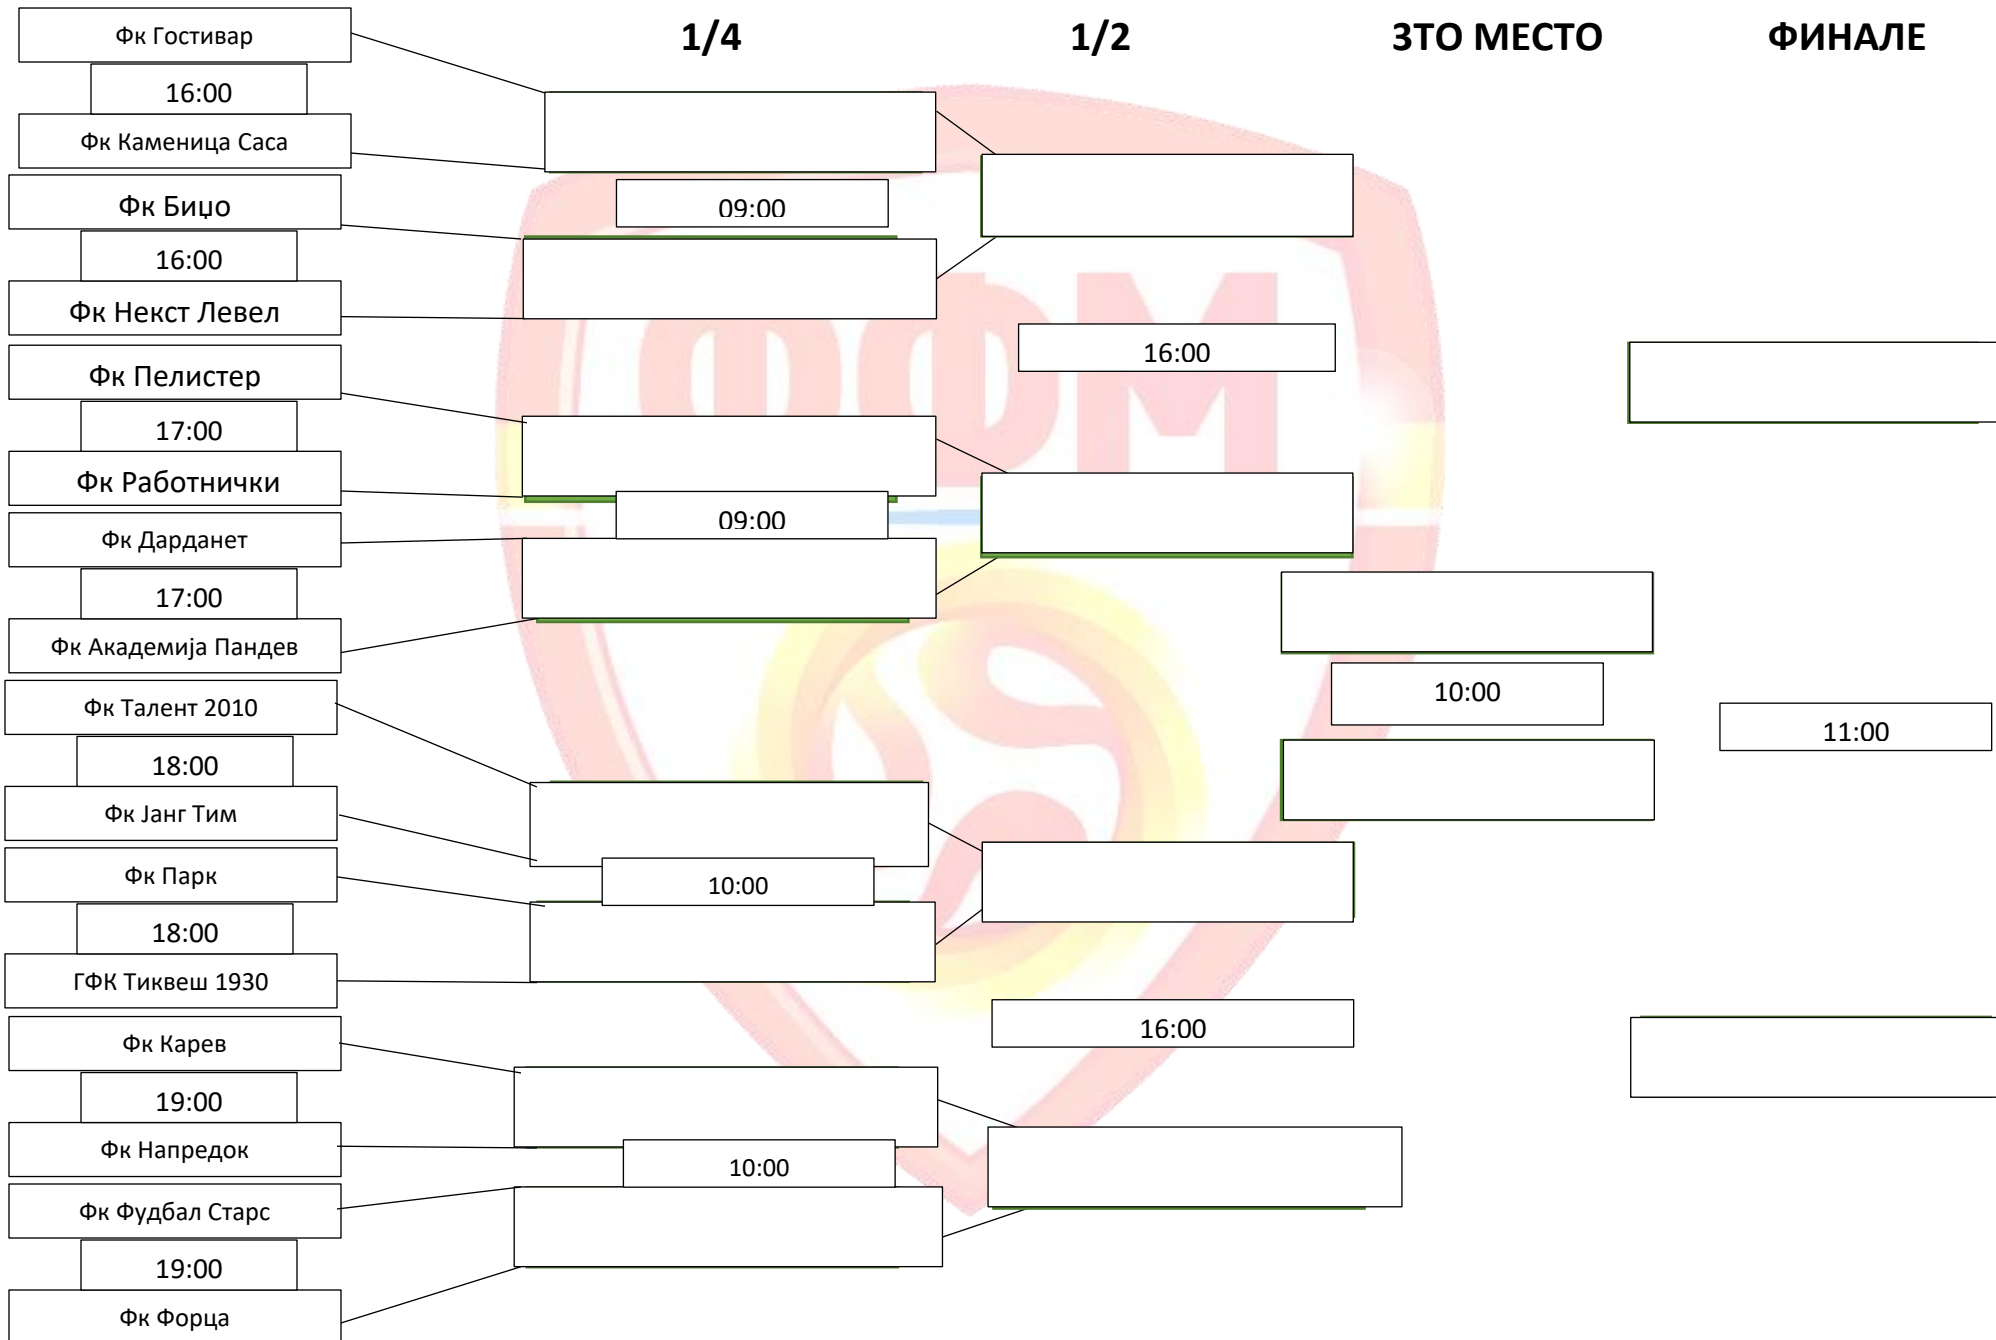 1/4
1/2
3ТО МЕСТО
ФИНАЛЕ
Фк Гостивар
16:00
Фк Каменица Саса
Фк Биџо
16:00
Фк Некст Левел
Фк Пелистер
17:00
Фк Работнички
Фк Дарданет
17:00
Фк Академија Пандев
Фк Талент 2010
18:00
Фк Јанг Тим
Фк Парк
18:00
ГФК Тиквеш 1930
Фк Карев
19:00
Фк Напредок
Фк Фудбал Старс
19:00
Фк Форца
09:00
09:00
10:00
10:00
16:00
16:00
10:00
11:00
ФФМ